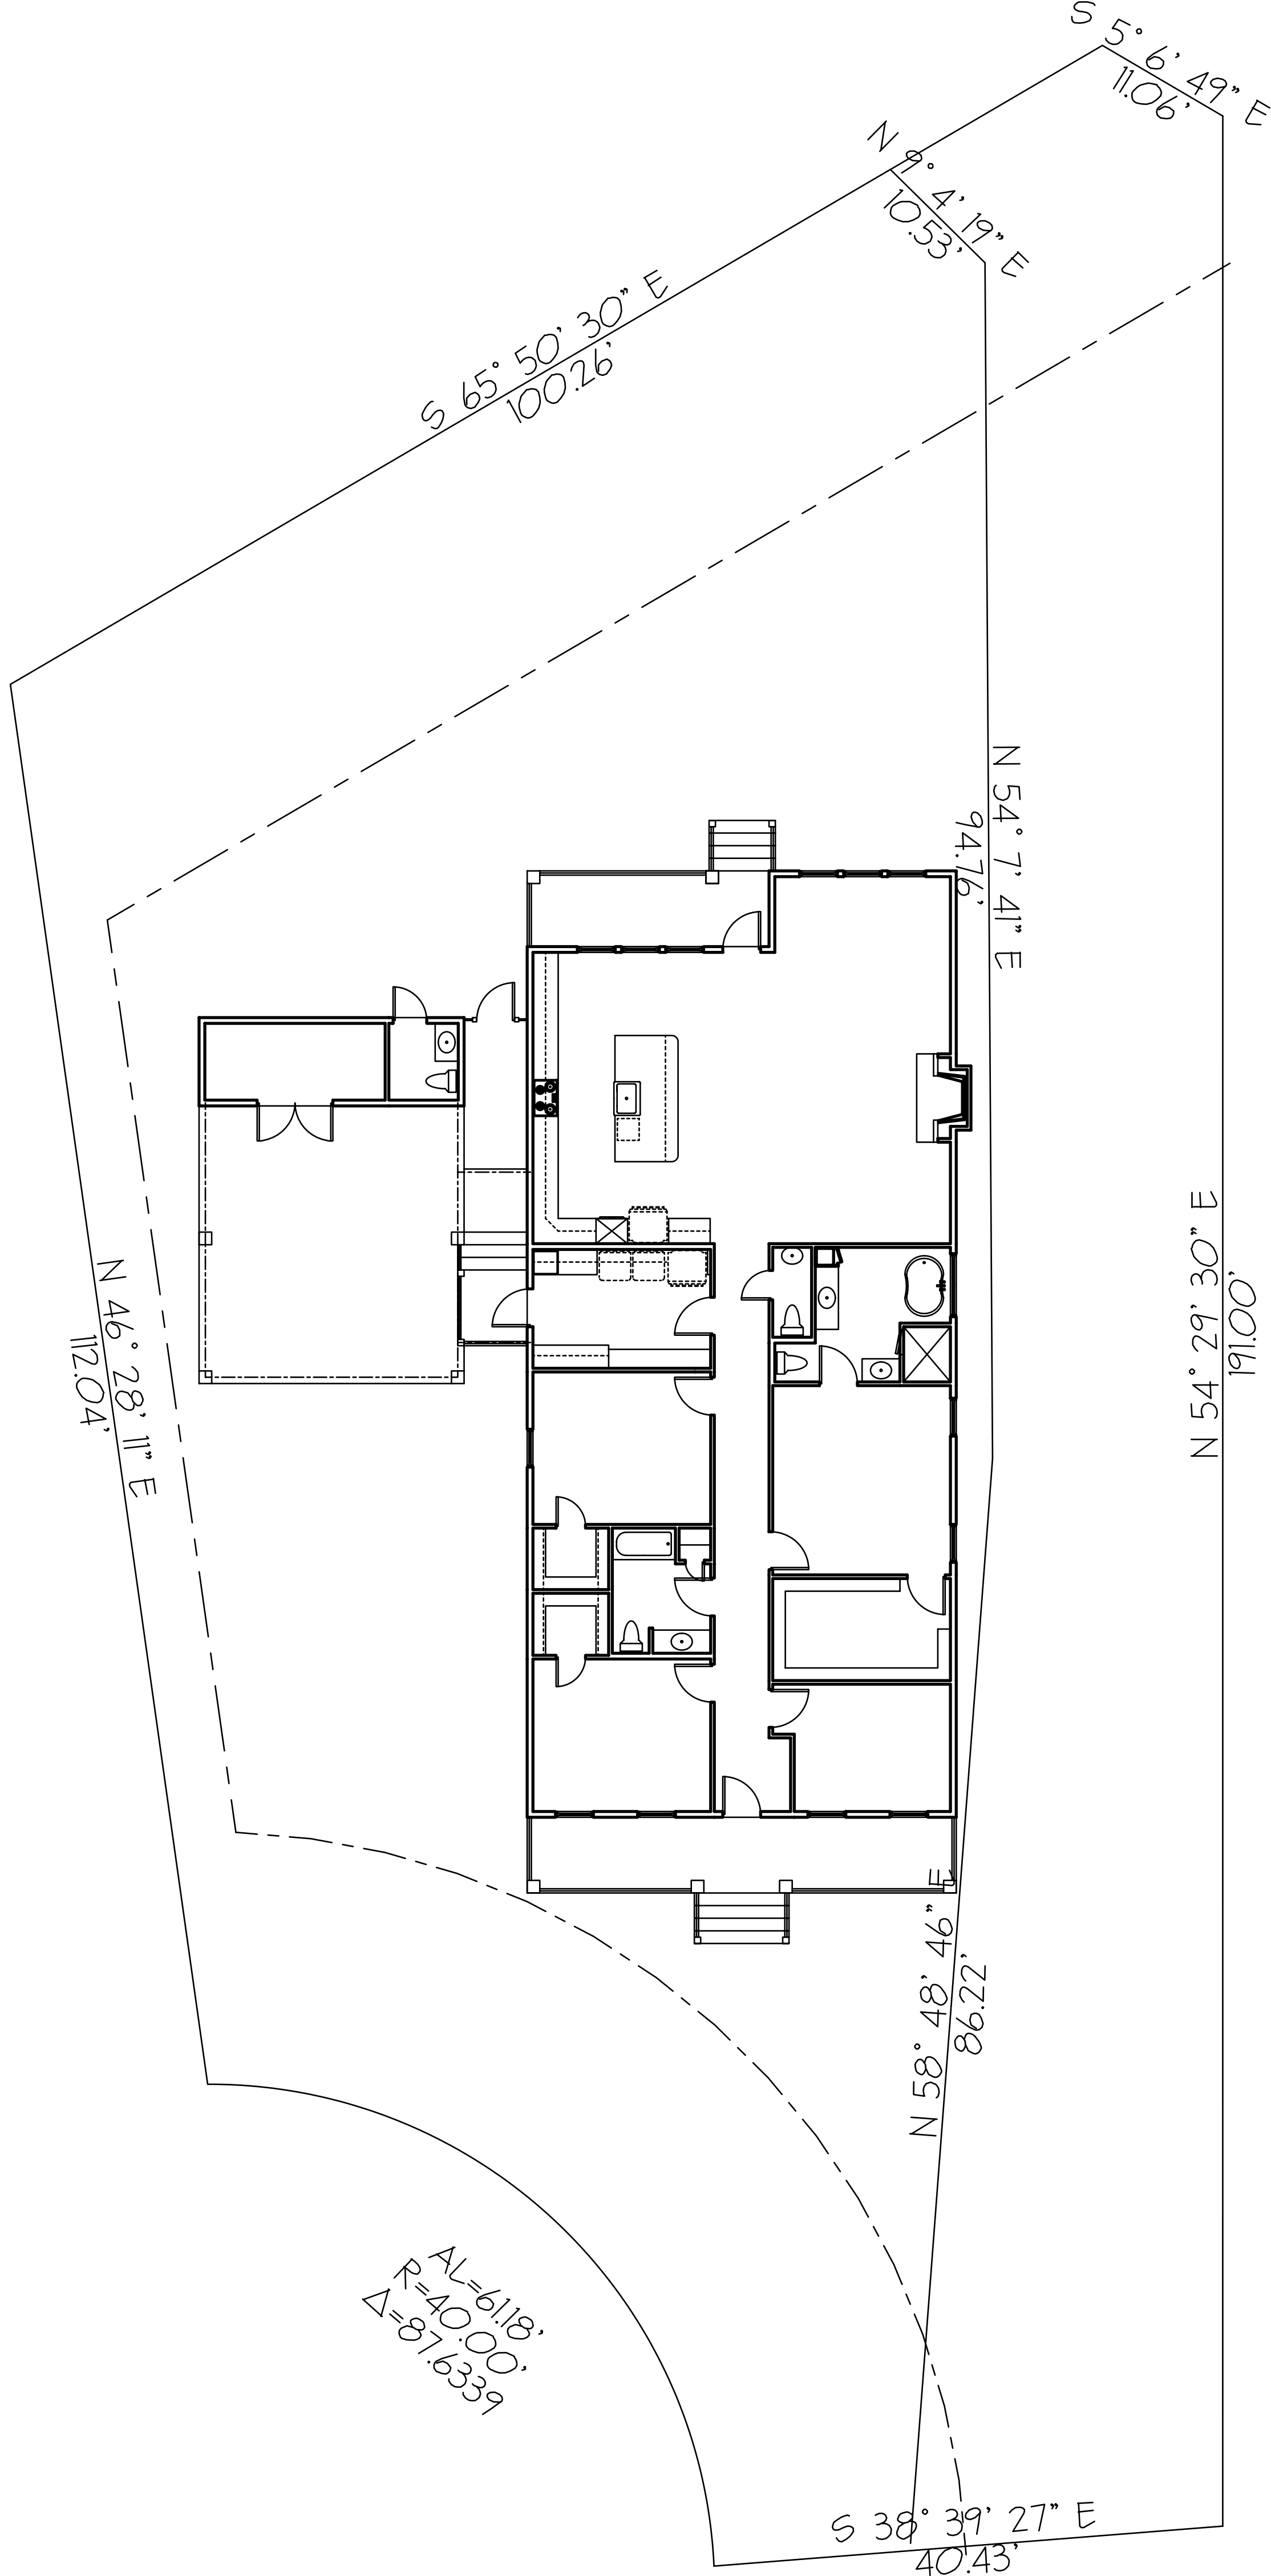 S 5° 6' 49" E
11.06'
N 9° 4' 19" E
10.53'
S 65° 50' 30" E
100.26'
N 54° 7' 41" E
94.76'
N 54° 29' 30" E
191.00'
N 46° 28' 11" E
112.04'
N 58° 48' 46" E
86.22'
AL=61.18'
R=40.00'
Δ=87.6339
S 38° 39' 27" E
40.43'